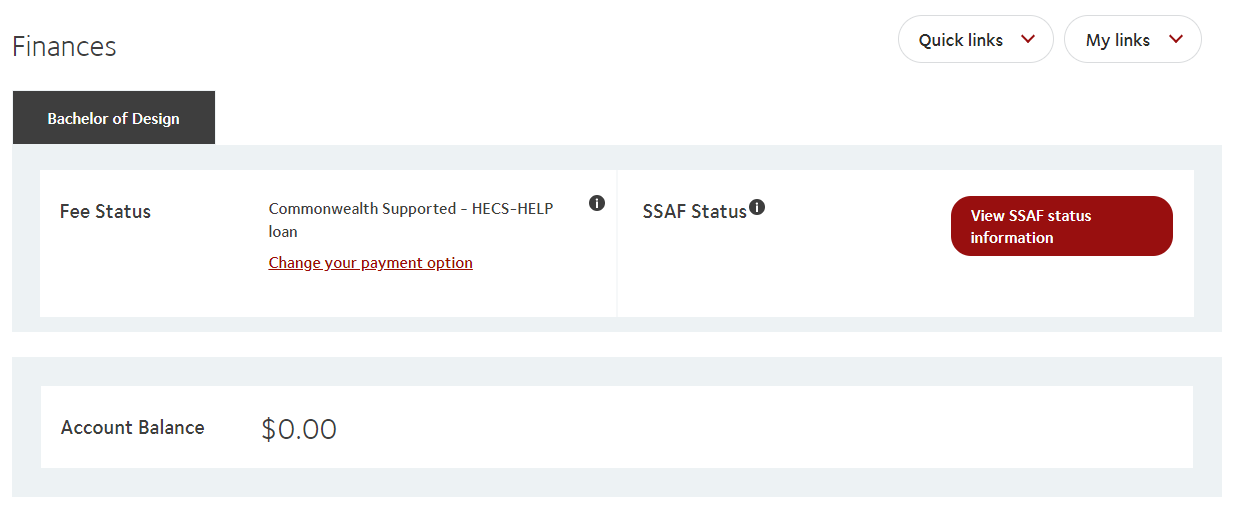 Finances
Quick links
My links
Bachelor of Design
Fee Status
Commonwealth Supported - HECS-HELP
loan
Change your payment option
SSAF Status
View SSAF status
information
Account Balance
$0.00